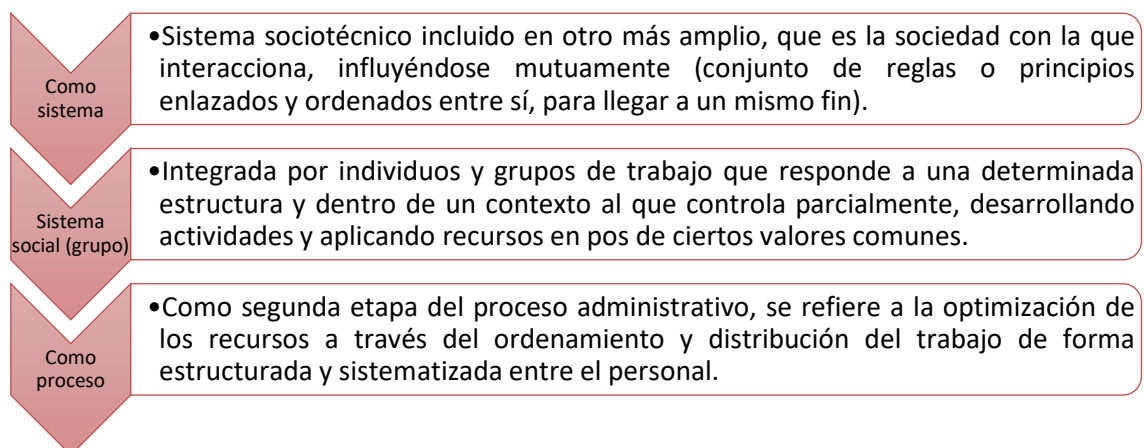 Como
sistema
•Sistema sociotécnico incluido en otro más amplio, que es la sociedad con la que
interacciona, influyéndose mutuamente (conjunto de reglas o principios
enlazados y ordenados entre sí, para llegar a un mismo fin).
Sistema
social (grupo)
•Integrada por individuos y grupos de trabajo que responde a una determinada
estructura y dentro de un contexto al que controla parcialmente, desarrollando
actividades y aplicando recursos en pos de ciertos valores comunes.
Como
proceso
•Como segunda etapa del proceso administrativo, se refiere a la optimización de
los recursos a través del ordenamiento y distribución del trabajo de forma
estructurada y sistematizada entre el personal.